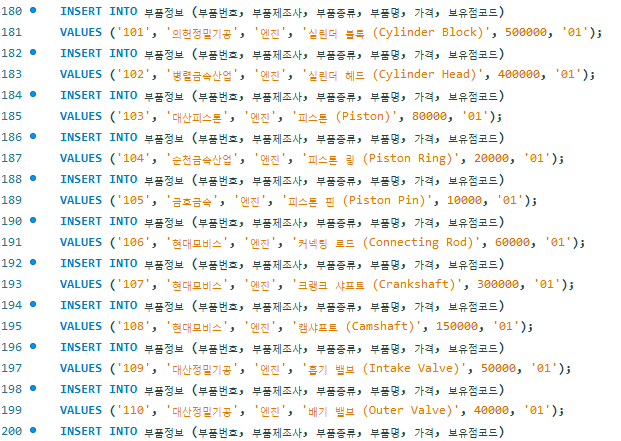 180 INSERT INTO 부품정보 (부품번호, 부품제조사, 부품종류, 부품명, 가격, 보유점코드)
181 VALUES ('101', '의헌정밀기공', '엔진', '실린더 블록 (Cylinder Block)', 500000, '01');
182 INSERT INTO 부품정보 (부품번호, 부품제조사, 부품종류, 부품명, 가격, 보유점코드)
183 VALUES ('102', '병렬금속산업', '엔진', '실린더 헤드 (Cylinder Head)', 400000, '01');
184 INSERT INTO 부품정보 (부품번호, 부품제조사, 부품종류, 부품명, 가격, 보유점코드)
185 VALUES ('103', '대산피스톤', '엔진', '피스톤 (Piston)', 80000, '01');
186 INSERT INTO 부품정보 (부품번호, 부품제조사, 부품종류, 부품명, 가격, 보유점코드)
187 VALUES ('104', '순천금속산업', '엔진', '피스톤 링 (Piston Ring)', 20000, '01');
188 INSERT INTO 부품정보 (부품번호, 부품제조사, 부품종류, 부품명, 가격, 보유점코드)
189 VALUES ('105', '금호금속', '엔진', '피스톤 핀 (Piston Pin)', 10000, '01');
190 INSERT INTO 부품정보 (부품번호, 부품제조사, 부품종류, 부품명, 가격, 보유점코드)
191 VALUES ('106', '현대모비스', '엔진', '커넥팅 로드 (Connecting Rod)', 60000, '01');
192 INSERT INTO 부품정보 (부품번호, 부품제조사, 부품종류, 부품명, 가격, 보유점코드)
193 VALUES ('107', '현대모비스', '엔진', '크랭크 샤프트 (Crankshaft)', 300000, '01');
194 INSERT INTO 부품정보 (부품번호, 부품제조사, 부품종류, 부품명, 가격, 보유점코드)
195 VALUES ('108', '현대모비스', '엔진', '캠샤프트 (Camshaft)', 150000, '01');
196 INSERT INTO 부품정보 (부품번호, 부품제조사, 부품종류, 부품명, 가격, 보유점코드)
197 VALUES ('109', '대산정밀기공', '엔진', '흡기 밸브 (Intake Valve)', 50000, '01');
198 INSERT INTO 부품정보 (부품번호, 부품제조사, 부품종류, 부품명, 가격, 보유점코드)
199 VALUES ('110', '대산정밀기공', '엔진', '배기 밸브 (Outer Valve)', 40000, '01');
200 INSERT INTO 부품정보 (부품번호, 부품제조사, 부품종류, 부품명, 가격, 보유점코드)